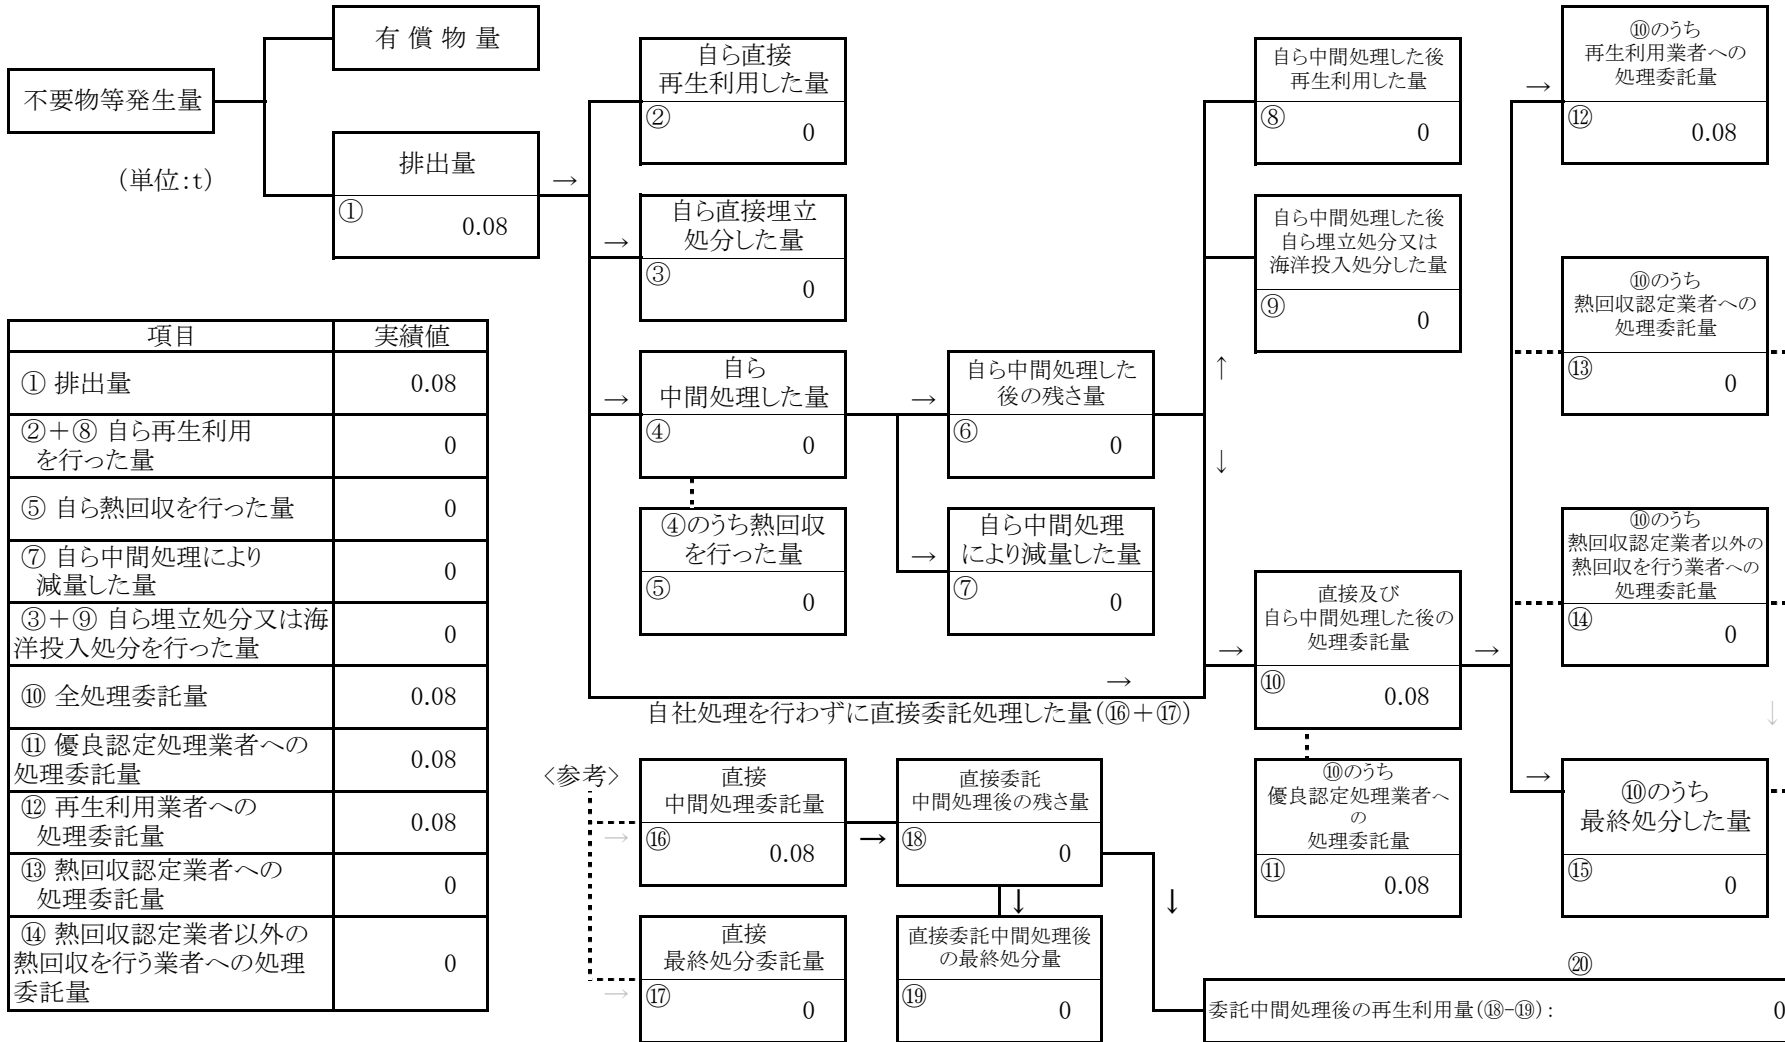 不要物等発生量
(単位:t)
有 償 物 量
排出量
①
0.08
→
自ら直接
再生利用した量
②
0
→
自ら直接埋立
処分した量
③
0
→
自ら
中間処理した量
④
0
④のうち熱回収
を行った量
⑤
0
→
自ら中間処理した
後の残さ量
⑥
0
→
自ら中間処理
により減量した量
⑦
0
↑
↓
自ら中間処理した後
再生利用した量
⑧
0
自ら中間処理した後
自ら埋立処分又は
海洋投入処分した量
⑨
0
→
自社処理を行わずに直接委託処理した量(⑯+⑰)
→
直接及び
自ら中間処理した後の
処理委託量
⑩
0.08
⑩のうち
優良認定処理業者へ
の
処理委託量
⑪
0.08
→
→
⑩のうち
再生利用業者への
処理委託量
⑫
0.08
⑩のうち
熱回収認定業者への
処理委託量
⑬
0
⑩のうち
熱回収認定業者以外の
熱回収を行う業者への
処理委託量
⑭
0
↓
→
⑩のうち
最終処分した量
⑮
0
項目 実績値
① 排出量 0.08
②+⑧ 自ら再生利用
を行った量 0
⑤ 自ら熱回収を行った量 0
⑦ 自ら中間処理により
減量した量 0
③+⑨ 自ら埋立処分又は海
洋投入処分を行った量 0
⑩ 全処理委託量 0.08
⑪ 優良認定処理業者への
処理委託量 0.08
⑫ 再生利用業者への
処理委託量 0.08
⑬ 熱回収認定業者への
処理委託量 0
⑭ 熱回収認定業者以外の
熱回収を行う業者への処理
委託量 0
〈参考〉
→
直接
中間処理委託量
⑯
0.08
→
直接委託
中間処理後の残さ量
⑱
0
→
直接
最終処分委託量
⑰
0
↓
直接委託中間処理後
の最終処分量
⑲
0
↓
⑳
委託中間処理後の再生利用量(⑱-⑲): 0